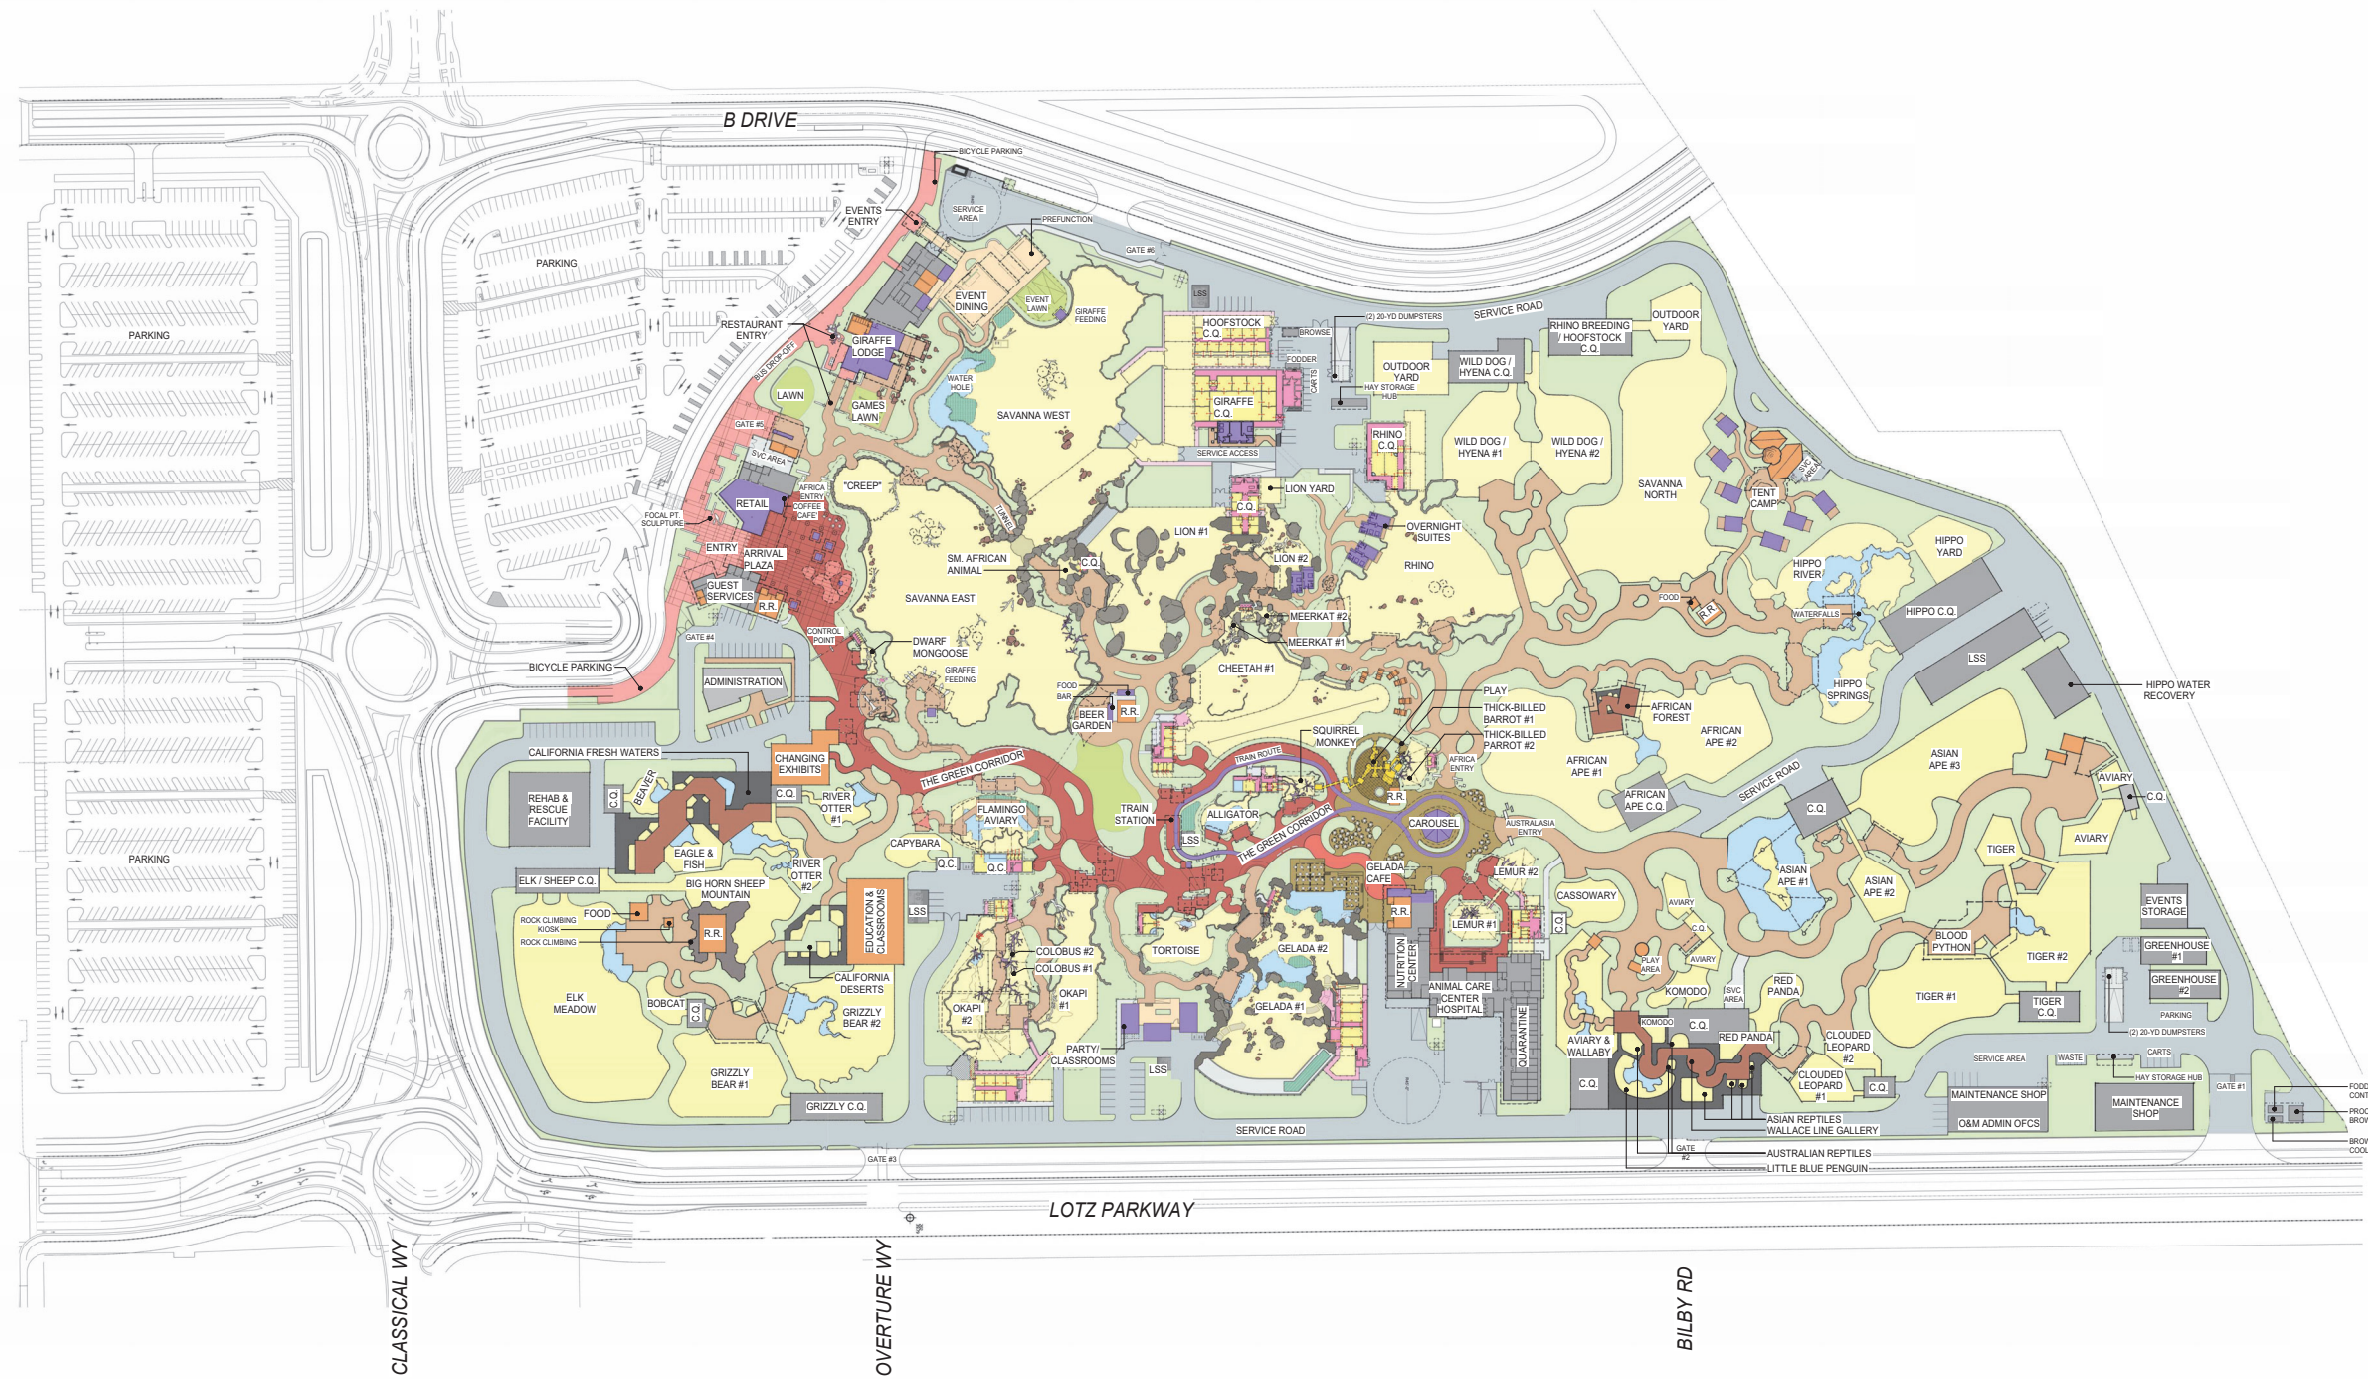 B DRIVE
BICYCLE PARKING
EVENTS
ENTRY
SERVICE
AREA
PREFUNCTION
GATE #6
PARKING
PARKING
EVENT
DINING
EVENT
LAWN
GIRAFFE
FEEDING
LSS
RESTAURANT
ENTRY
BUS DROP-OFF
GIRAFFE
LODGE
HOOFSTOCK
C.Q.
BROWSE
(2) 20-YD DUMPSTERS
SERVICE ROAD
RHINO BREEDING
/ HOOFSTOCK
C.Q.
OUTDOOR
YARD
FODDER
CARTS
OUTDOOR
YARD
WILD DOG /
HYENA C.Q.
HAY STORAGE
HUB
LAWN
GAMES
LAWN
WATER
HOLE
SAVANNA WEST
GIRAFFE
C.Q.
GATE #5
SVC AREA
SERVICE ACCESS
RHINO
C.Q.
WILD DOG /
HYENA #1
WILD DOG /
HYENA #2
SAVANNA
NORTH
SVC
AREA
TENT
CAMP
"CREEP"
AFRICA
ENTRY
COFFEE
CAFE'
RETAIL
FOCAL PT.
SCULPTURE
TUNNEL
LION YARD
C.Q.
LION #1
LION #2
OVERNIGHT
SUITES
ENTRY
ARRIVAL
PLAZA
SM. AFRICAN
ANIMAL
C.Q.
RHINO
HIPPO
YARD
HIPPO
RIVER
GUEST
SERVICES
R.R.
SAVANNA EAST
FOOD
R.R.
WATERFALLS
HIPPO C.Q.
MEERKAT #2
MEERKAT #1
CONTROL
POINT
GATE #4
DWARF
MONGOOSE
GIRAFFE
FEEDING
CHEETAH #1
LSS
BICYCLE PARKING
ADMINISTRATION
FOOD
BAR
BEER
GARDEN
R.R.
HIPPO
SPRINGS
HIPPO WATER
RECOVERY
PLAY
THICK-BILLED
BARROT #1
THICK-BILLED
PARROT #2
SQUIRREL
MONKEY
AFRICAN
FOREST
AFRICAN
APE #2
AFRICAN
APE #1
ASIAN
APE #3
CALIFORNIA FRESH WATERS
CHANGING
EXHIBITS
THE GREEN CORRIDOR
TRAIN ROUTE
AFRICA
ENTRY
SERVICE ROAD
AVIARY
C.Q.
REHAB &
RESCUE
FACILITY
C.Q.
BEAVER
C.Q.
RIVER
OTTER
#1
FLAMINGO
AVIARY
TRAIN
STATION
ALLIGATOR
R.R.
CAROUSEL
AUSTRALASIA
ENTRY
AFRICAN
APE C.Q.
C.Q.
AVIARY
LSS
THE GREEN CORRIDOR
CAPYBARA
Q.C.
Q.C.
EAGLE &
FISH
RIVER
OTTER
#2
PARKING
PARKING
ELK / SHEEP C.Q.
BIG HORN SHEEP
MOUNTAIN
EDUCATION &
CLASSROOMS
LSS
GELADA
CAFE
LEMUR #2
CASSOWARY
ASIAN
APE #1
ASIAN
APE #2
TIGER
FOOD
ROCK CLIMBING
KIOSK
ROCK CLIMBING
R.R.
R.R.
LEMUR #1
C.Q.
AVIARY
C.Q.
AVIARY
EVENTS
STORAGE
COLOBUS #2
COLOBUS #1
TORTOISE
GELADA #2
NUTRITION
CENTER
PLAY
AREA
BLOOD
PYTHON
TIGER #2
GREENHOUSE
#1
GREENHOUSE
#2
CALIFORNIA
DESERTS
ELK
MEADOW
BOBCAT
C.Q.
GRIZZLY
BEAR #2
OKAPI
#2
OKAPI
#1
GELADA #1
ANIMAL CARE
CENTER
HOSPITAL
QUARANTINE
KOMODO
SVC
AREA
RED
PANDA
TIGER #1
TIGER
C.Q.
PARKING
(2) 20-YD DUMPSTERS
KOMODO
C.Q.
RED PANDA
AVIARY &
WALLABY
CLOUDED
LEOPARD
#2
PARTY/
CLASSROOMS
LSS
GRIZZLY
BEAR #1
GRIZZLY C.Q.
C.Q.
CLOUDED
LEOPARD
#1
C.Q.
SERVICE AREA
WASTE
CARTS
HAY STORAGE HUB
GATE #1
MAINTENANCE SHOP
O&M ADMIN OFCS
MAINTENANCE
SHOP
FODD
CONT
PROC
BROW
BROW
COOL
ASIAN REPTILES
WALLACE LINE GALLERY
AUSTRALIAN REPTILES
LITTLE BLUE PENGUIN
SERVICE ROAD
GATE #3
GATE
#2
LOTZ PARKWAY
CLASSICAL WY
OVERTURE WY
BILBY RD